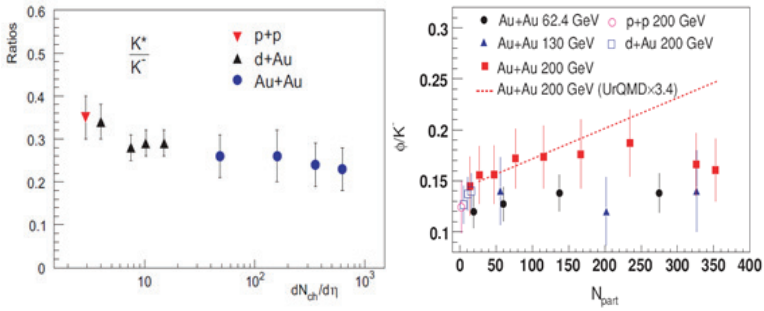 Ratios
0.6
0.5
0.4
0.3
0.2
0.1
0
K*
K⁻
p+p
d+Au
Au+Au
10
10²
10³
dN_ch/dη
Au+Au 62.4 GeV
p+p 200 GeV
Au+Au 130 GeV
d+Au 200 GeV
Au+Au 200 GeV
Au+Au 200 GeV (UrQMD×3.4)
φ/K⁻
0.3
0.25
0.2
0.15
0.1
0 50 100 150 200 250 300 350 400
N_part